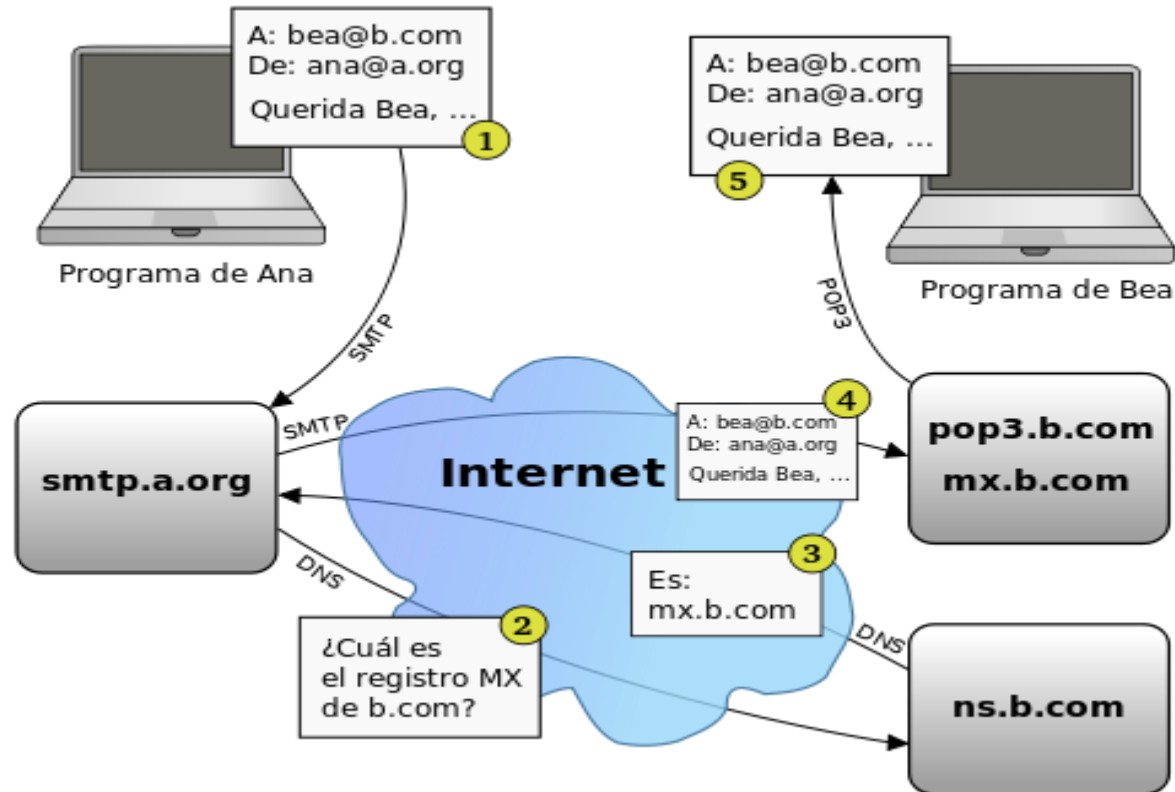 A: bea@b.com
De: ana@a.org
Querida Bea, ...
1
Programa de Ana
A: bea@b.com
De: ana@a.org
Querida Bea, ...
5
Programa de Bea
SMTP
POP3
smtp.a.org
SMTP
Internet
A: bea@b.com
De: ana@a.org
Querida Bea, ...
4
pop3.b.com
mx.b.com
DNS
¿Cuál es
el registro MX
de b.com?
2
Es:
mx.b.com
3
DNS
ns.b.com